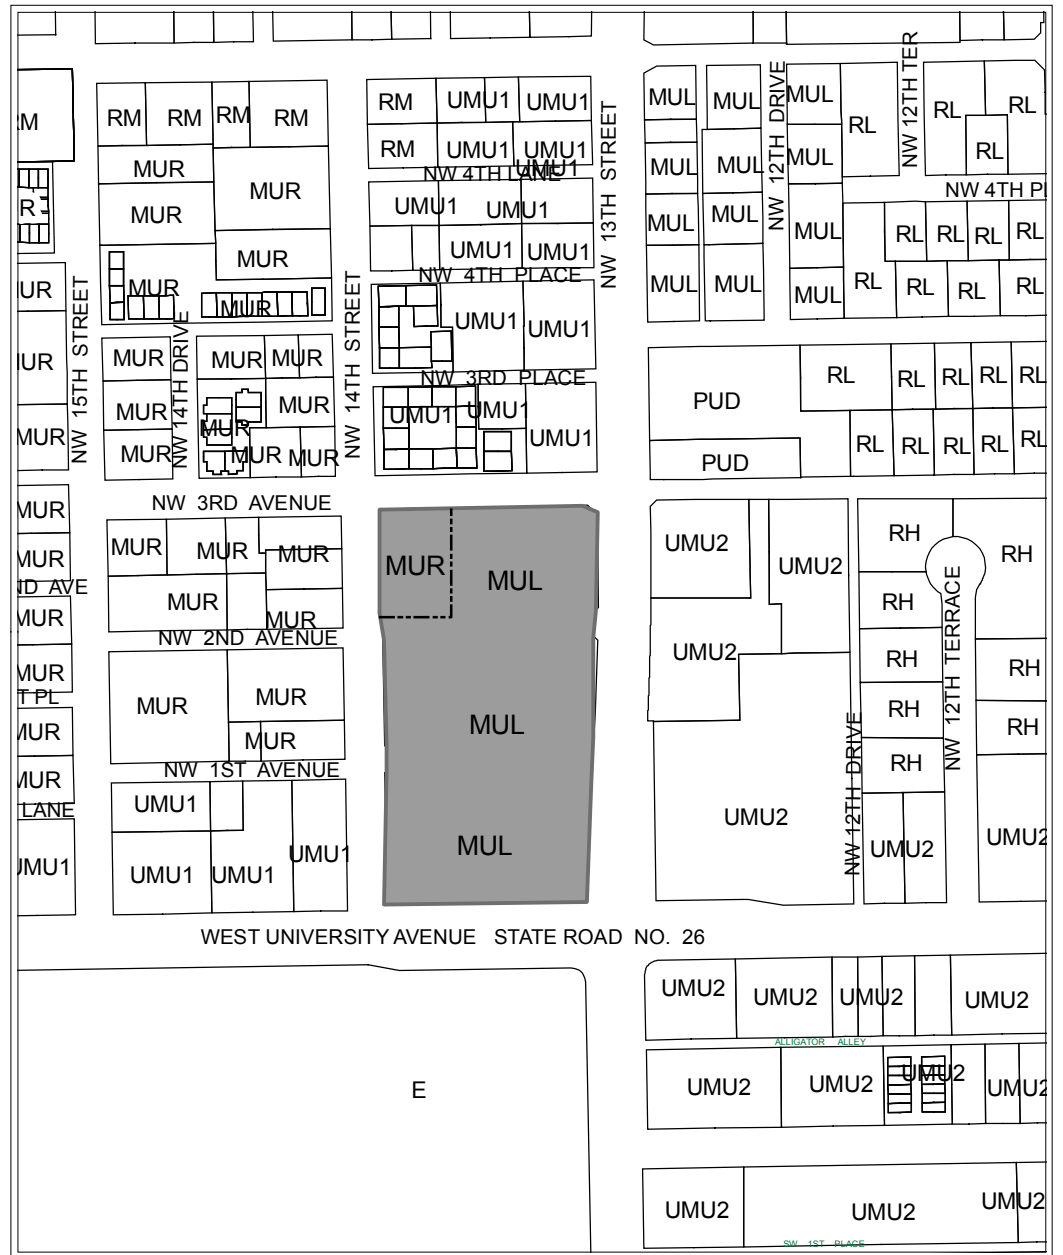 RM RM RM RM
RM UMU1 UMU1
RM UMU1 UMU1
UMU1
NW 4TH LANE
MUR
MUR
MUR
MUR
UMU1 UMU1
UMU1 UMU1
NW 4TH PLACE
MUR
MUR
UMU1
UMU1
NW 3RD PLACE
NW 15TH STREET
NW 14TH DRIVE
NW 14TH STREET
NW 13TH STREET
NW 12TH DRIVE
NW 12TH TER
MUL MUL MUL
RL
RL
RL
RL
MUL MUL MUL
NW 4TH PL
MUL MUL MUL
RL RL RL RL
MUL MUL MUL
RL RL RL RL
MUR MUR MUR
MUR MUR
MUR
MUR MUR MUR
UMU1 UMU1
UMU1
PUD
RL RL RL RL RL
PUD
RL RL RL RL RL
MUR
MUR
NW 3RD AVENUE
MUR
MUR
ND AVE
MUR MUR MUR
MUR
MUR
NW 2ND AVENUE
MUR
MUL
UMU2
UMU2
RH
RH
RH
MUR
MUR
T PL
MUR
MUR
MUR
NW 1ST AVENUE
MUL
UMU2
RH
RH
RH
RH
RH
NW 12TH TERRACE
NW 12TH DRIVE
MUR
MUR
LANE
UMU1
UMU1
UMU1 UMU1
UMU1
MUL
UMU2
UMU2
UMU2
WEST UNIVERSITY AVENUE STATE ROAD NO. 26
UMU2 UMU2 UMU2 UMU2
ALLIGATOR ALLEY
E
UMU2 UMU2 UMU2 UMU2
UMU2 UMU2 UMU2
SW 1ST PLACE